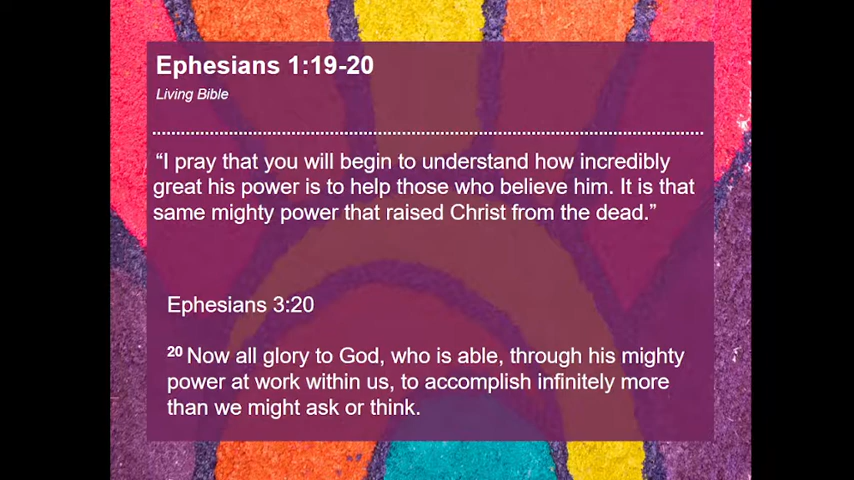 Ephesians 1:19-20
Living Bible
“I pray that you will begin to understand how incredibly
great his power is to help those who believe him. It is that
same mighty power that raised Christ from the dead.”
Ephesians 3:20
20 Now all glory to God, who is able, through his mighty
power at work within us, to accomplish infinitely more
than we might ask or think.